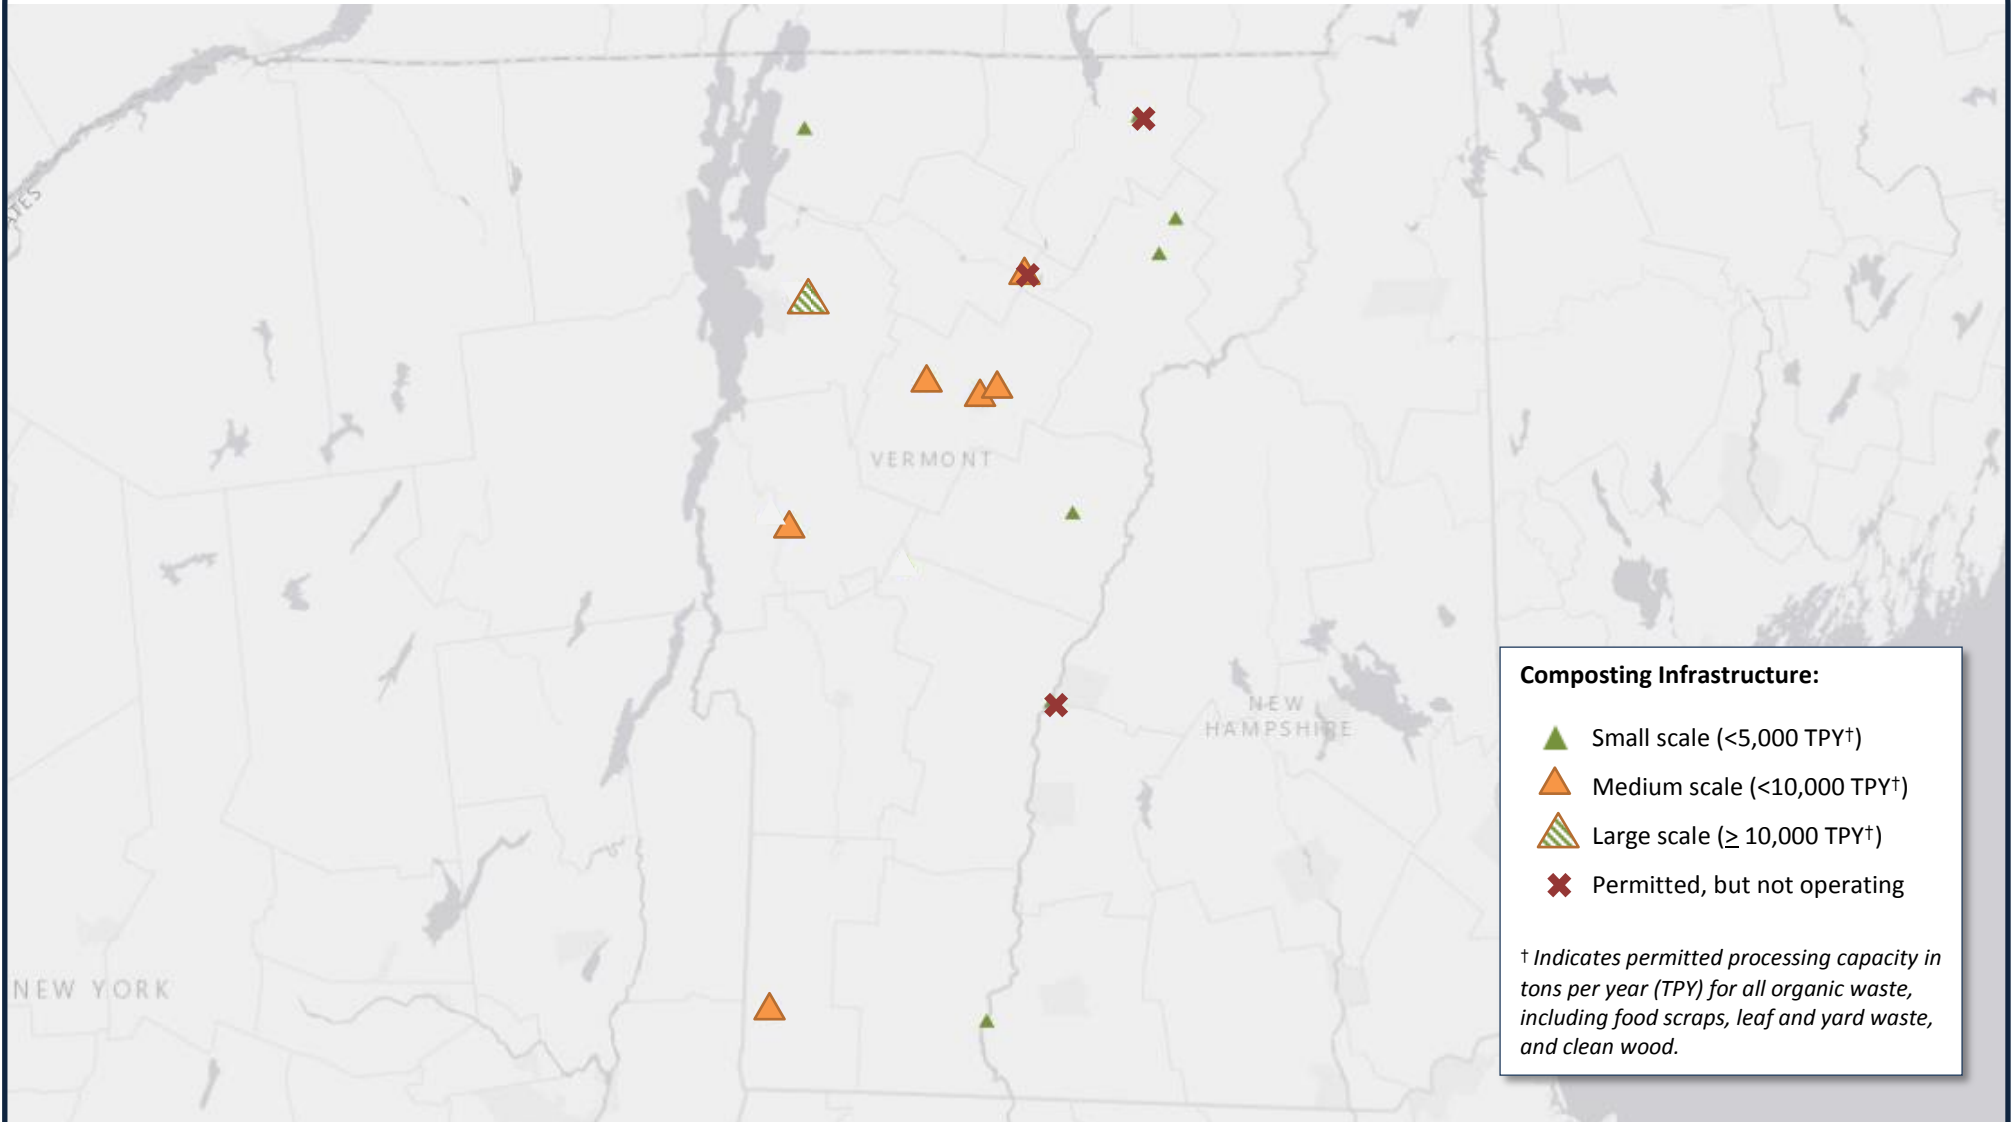 ATES
VERMONT
NEW
HAMPSHIRE
NEW YORK
Composting Infrastructure:
Small scale (<5,000 TPY†)
Medium scale (<10,000 TPY†)
Large scale (≥ 10,000 TPY†)
Permitted, but not operating
† Indicates permitted processing capacity in
tons per year (TPY) for all organic waste,
including food scraps, leaf and yard waste,
and clean wood.